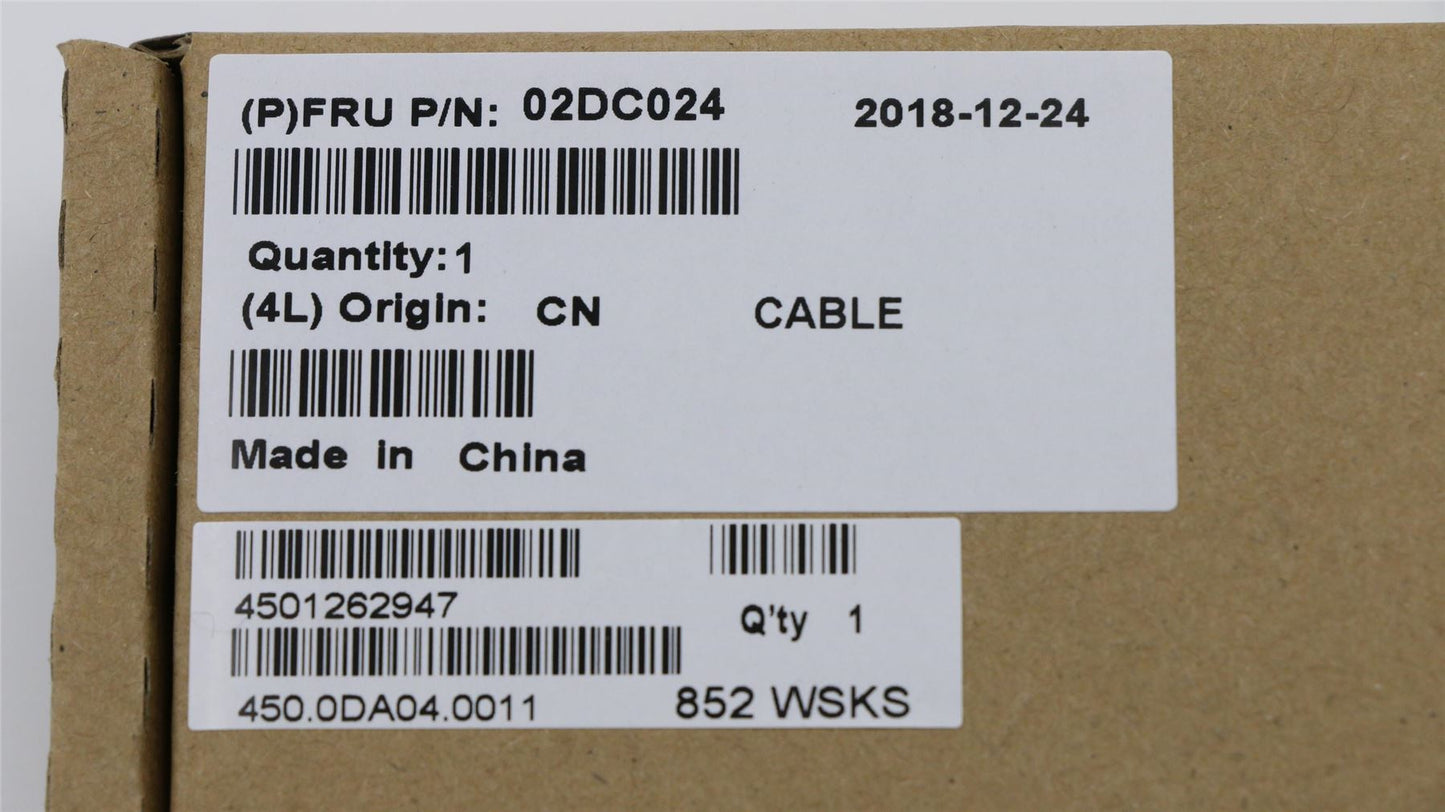 (P)FRU P/N: 02DC024 2018-12-24
Quantity: 1
(4L) Origin: CN CABLE
Made in China
4501262947
Q'ty 1
450.0DA04.0011 852 WSKS